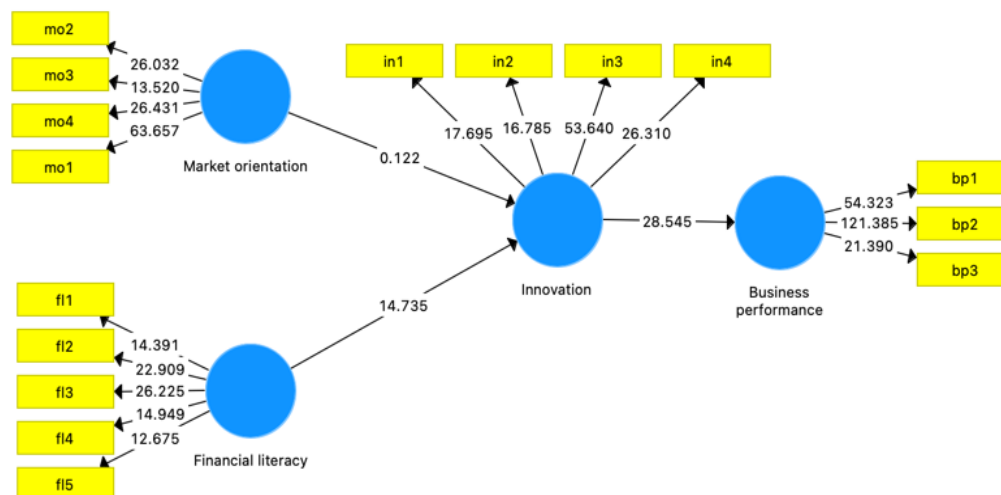 mo2
mo3
mo4
mo1
26.032
13.520
26.431
63.657
Market orientation
in1
in2
in3
in4
17.695
16.785
53.640
26.310
0.122
Innovation
28.545
Business
performance
54.323
121.385
21.390
bp1
bp2
bp3
14.735
fl1
fl2
fl3
fl4
fl5
14.391
22.909
26.225
14.949
12.675
Financial literacy